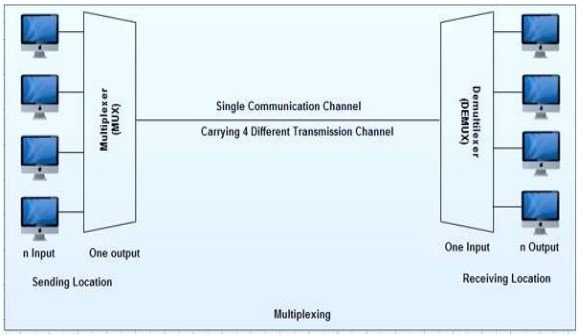 Multiplexer
(MUX)
Single Communication Channel
Carrying 4 Different Transmission Channel
Demultilexer
(DEMUX)
n Input
One output
One Input
n Output
Sending Location
Receiving Location
Multiplexing